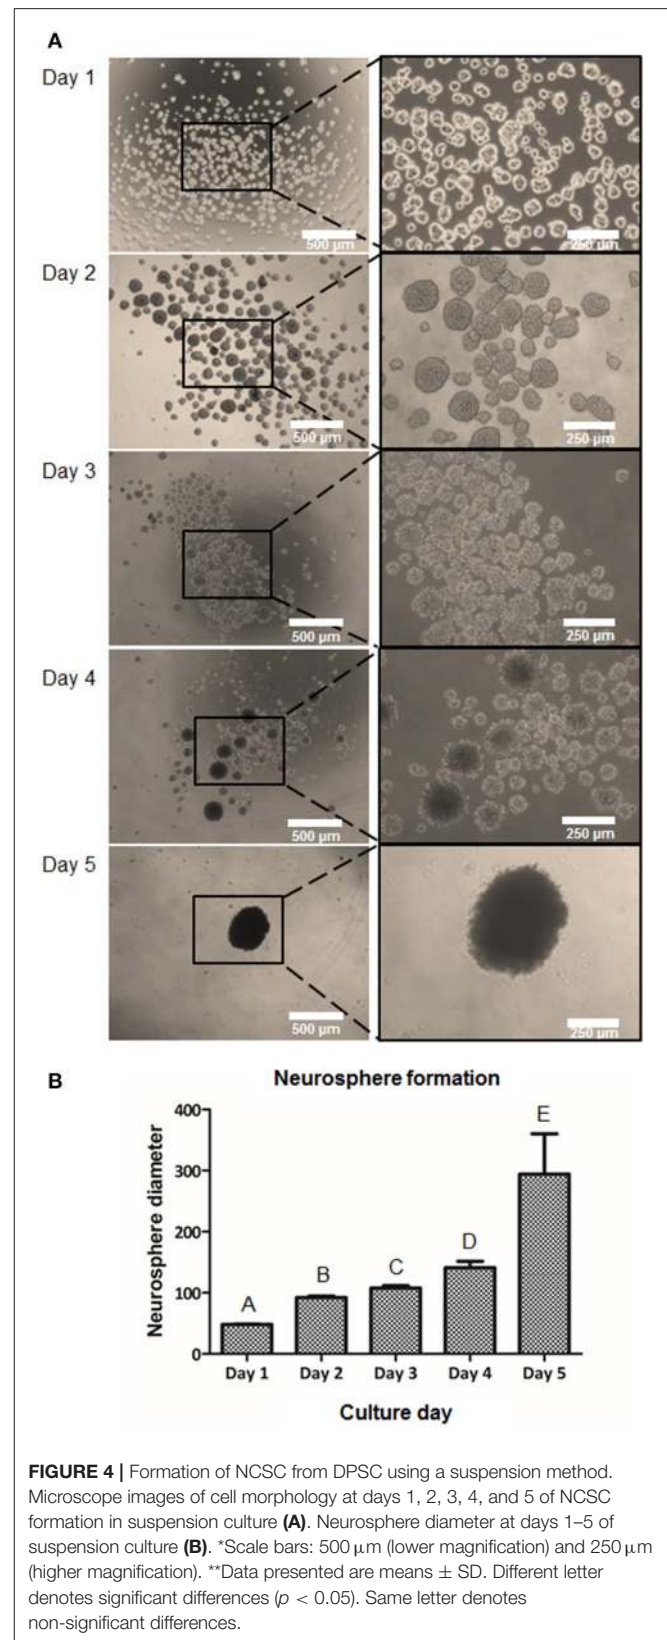 A
Day 1
500 µm
250 µm
Day 2
500 µm
250 µm
Day 3
500 µm
250 µm
Day 4
500 µm
250 µm
Day 5
500 µm
250 µm
B
Neurosphere formation
Neurosphere diameter
400
300
200
100
0
A
B
C
D
E
Day 1
Day 2
Day 3
Day 4
Day 5
Culture day
FIGURE 4 | Formation of NCSC from DPSC using a suspension method.
Microscope images of cell morphology at days 1, 2, 3, 4, and 5 of NCSC
formation in suspension culture (A). Neurosphere diameter at days 1–5 of
suspension culture (B). *Scale bars: 500 µm (lower magnification) and 250 µm
(higher magnification). **Data presented are means ± SD. Different letter
denotes significant differences (p < 0.05). Same letter denotes
non-significant differences.